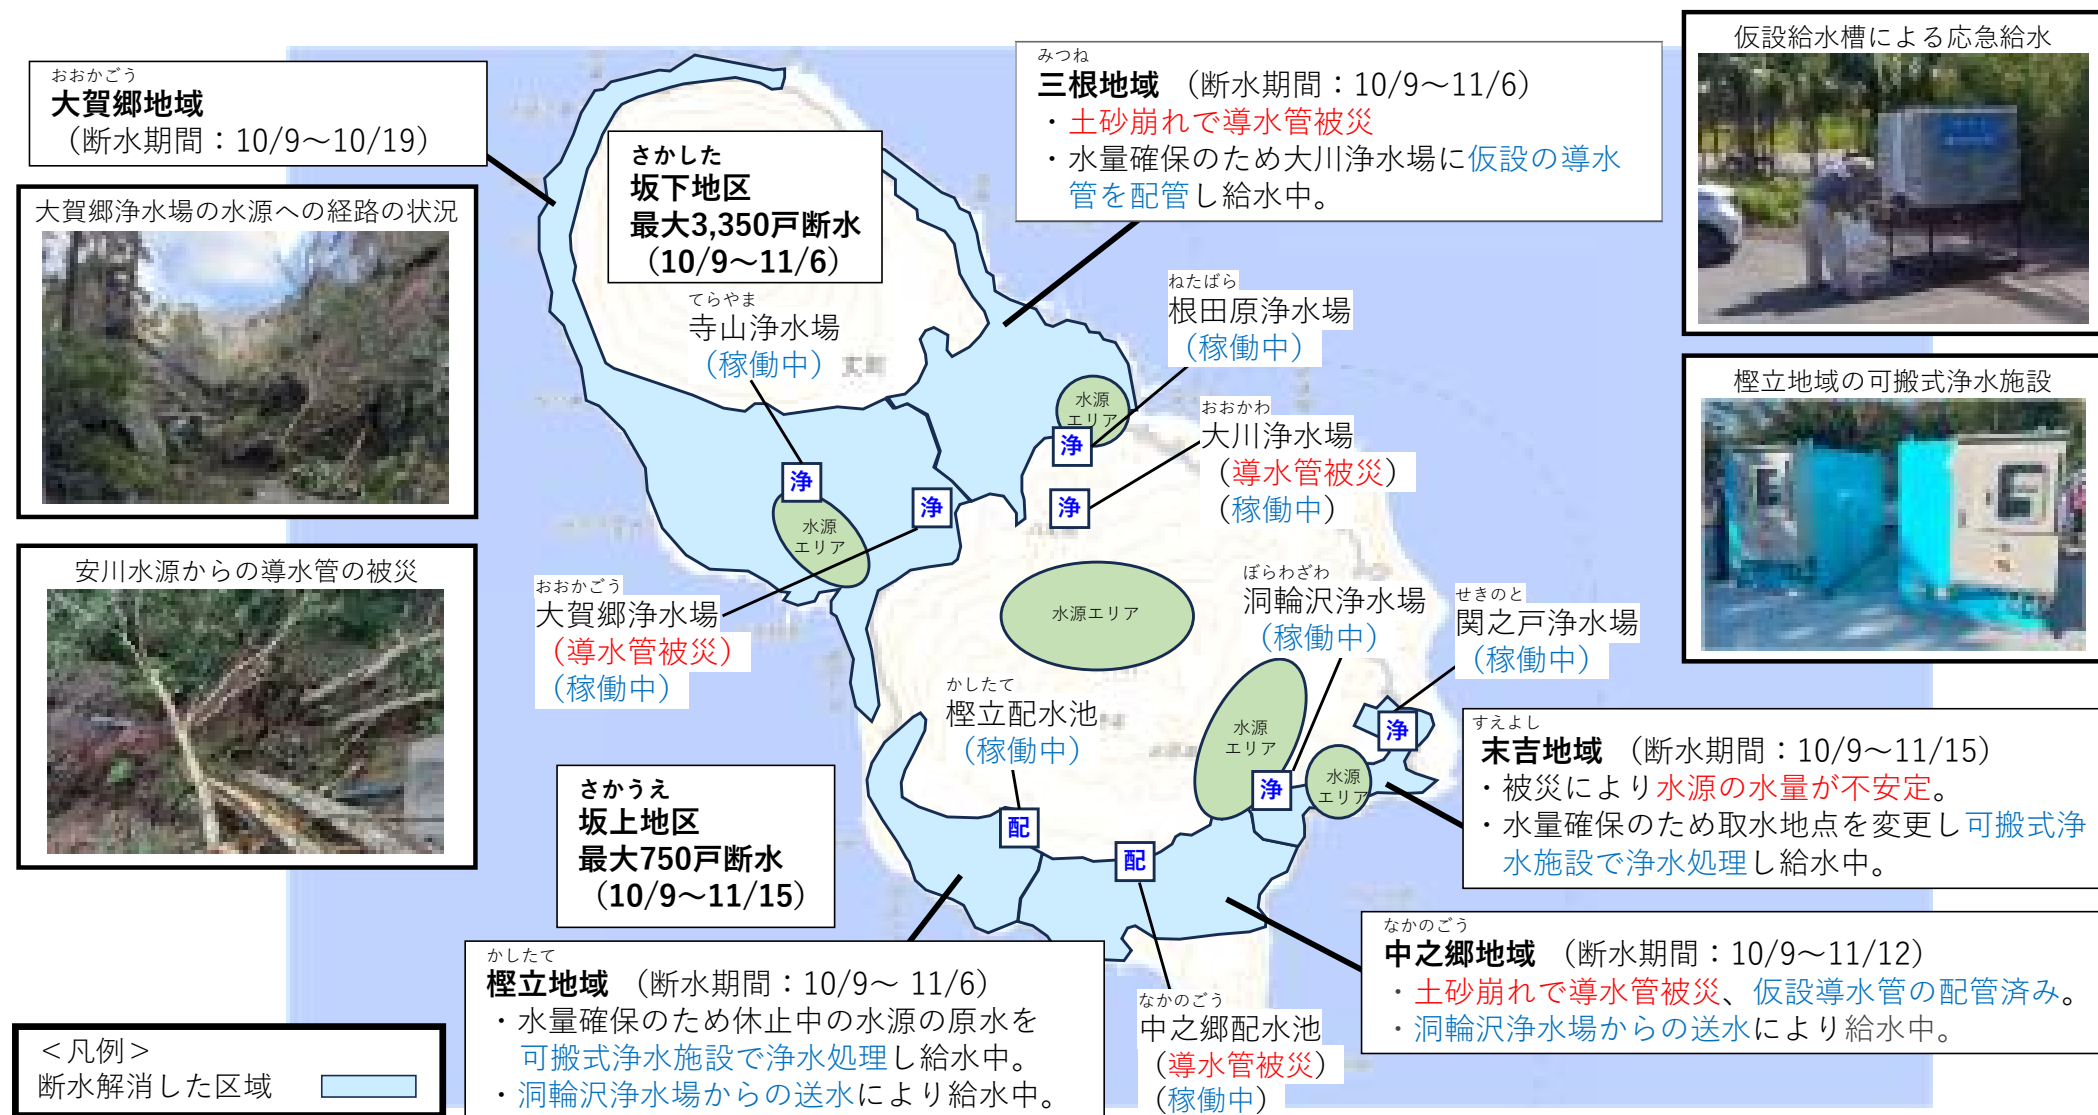 おおかごう
大賀郷地域
（断水期間：10/9～10/19）
大賀郷浄水場の水源への経路の状況
安川水源からの導水管の被災
さかした
坂下地区
最大3,350戸断水
（10/9～11/6）
みつね
三根地域　（断水期間：10/9～11/6）
・土砂崩れで導水管被災
・水量確保のため大川浄水場に仮設の導水
管を配管し給水中。
仮設給水槽による応急給水
樫立地域の可搬式浄水施設
てらやま
寺山浄水場
（稼働中）
ねたばら
根田原浄水場
（稼働中）
水源
エリア
浄
おおかわ
大川浄水場
（導水管被災）
（稼働中）
浄
浄
浄
水源
エリア
おおかごう
大賀郷浄水場
（導水管被災）
（稼働中）
水源エリア
ぼらわざわ
洞輪沢浄水場
（稼働中）
せきのと
関之戸浄水場
（稼働中）
かしたて
樫立配水池
（稼働中）
水源
エリア
浄
水源
エリア
浄
配
配
さかうえ
坂上地区
最大750戸断水
（10/9～11/15）
すえよし
末吉地域　（断水期間：10/9～11/15）
・被災により水源の水量が不安定。
・水量確保のため取水地点を変更し可搬式浄
水施設で浄水処理し給水中。
なかのごう
中之郷地域　（断水期間：10/9～11/12）
・土砂崩れで導水管被災、仮設導水管の配管済み。
・洞輪沢浄水場からの送水により給水中。
かしたて
樫立地域　（断水期間：10/9～ 11/6）
・水量確保のため休止中の水源の原水を
可搬式浄水施設で浄水処理し給水中。
・洞輪沢浄水場からの送水により給水中。
なかのごう
中之郷配水池
（導水管被災）
（稼働中）
＜凡例＞
断水解消した区域